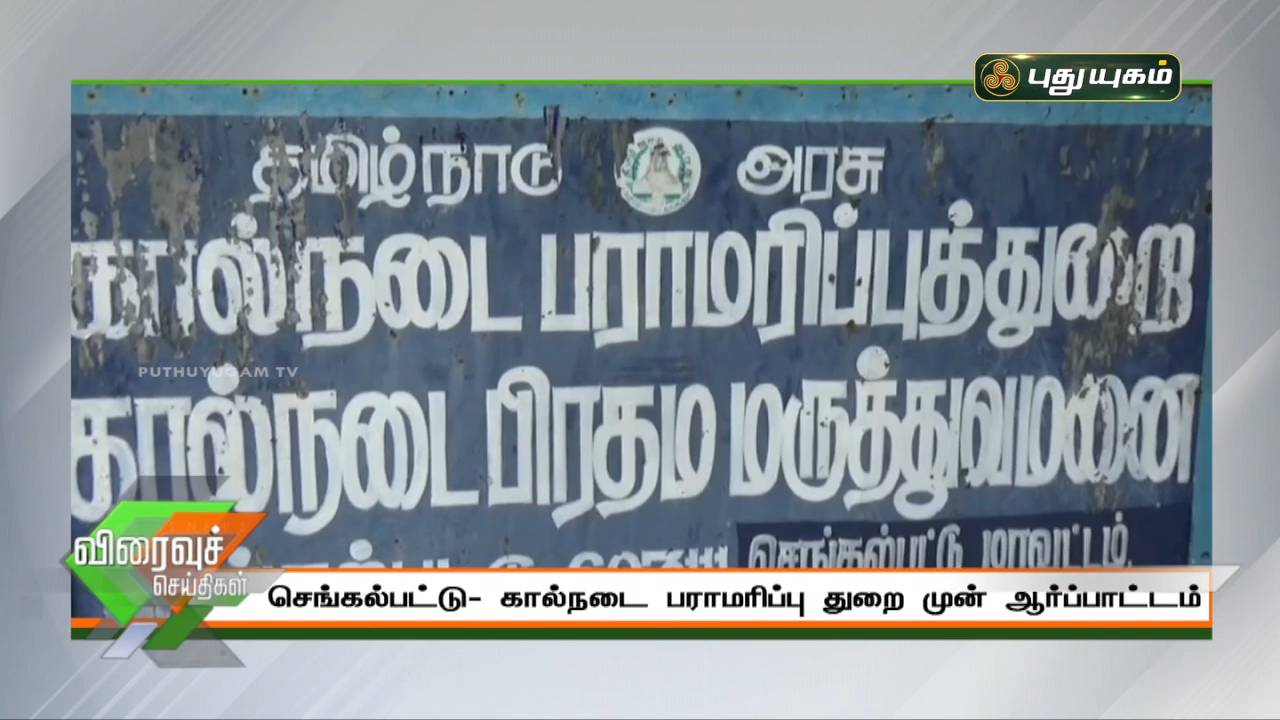 புதுயுகம்
தமிழ்நாடு அரசு
கால்நடை பராமரிப்புத்துறை
PUTHUYUGAM TV
கால்நடை பிரதம மருத்துவமனை
செங்கல்பட்டு மாவட்டம்
விரைவுச்
செய்திகள்
செங்கல்பட்டு- கால்நடை பராமரிப்பு துறை முன் ஆர்ப்பாட்டம்